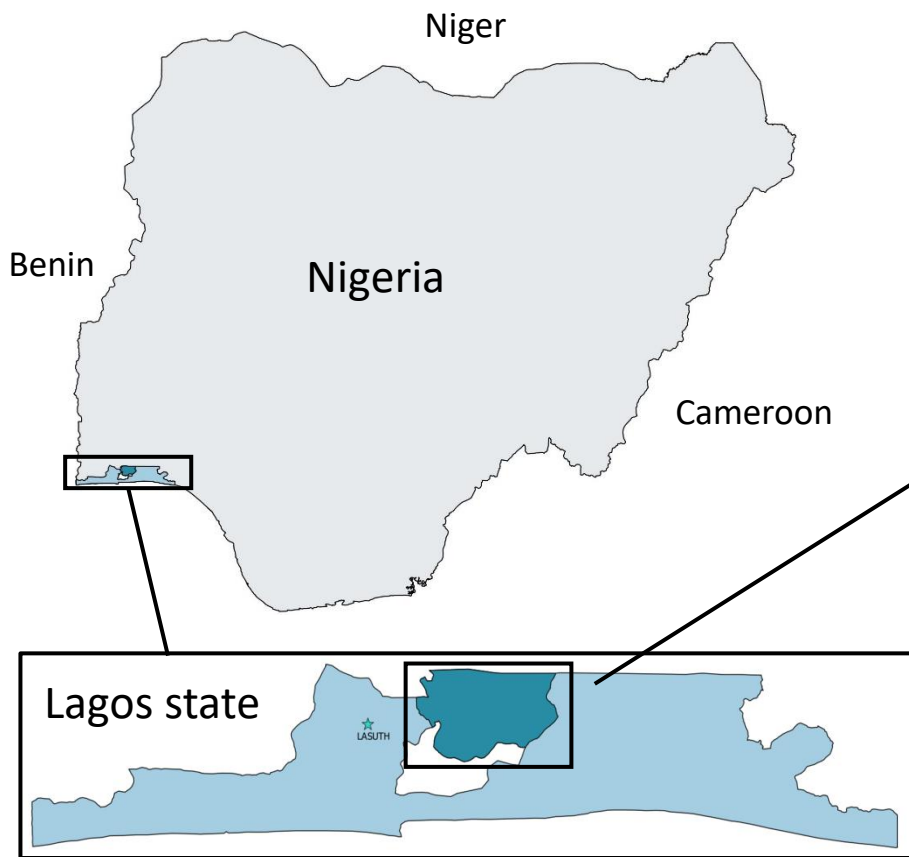 Niger
Benin
Nigeria
Cameroon
Lagos state
LASUTH